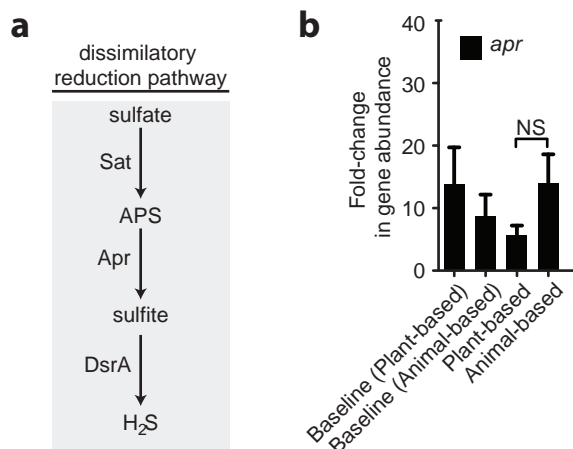 a
dissimilatory
reduction pathway
sulfate
Sat
APS
Apr
sulfite
DsrA
H₂S
b
apr
Fold-change
in gene abundance
40
30
20
10
0
NS
Baseline (Plant-based)
Baseline (Animal-based)
Plant-based
Animal-based